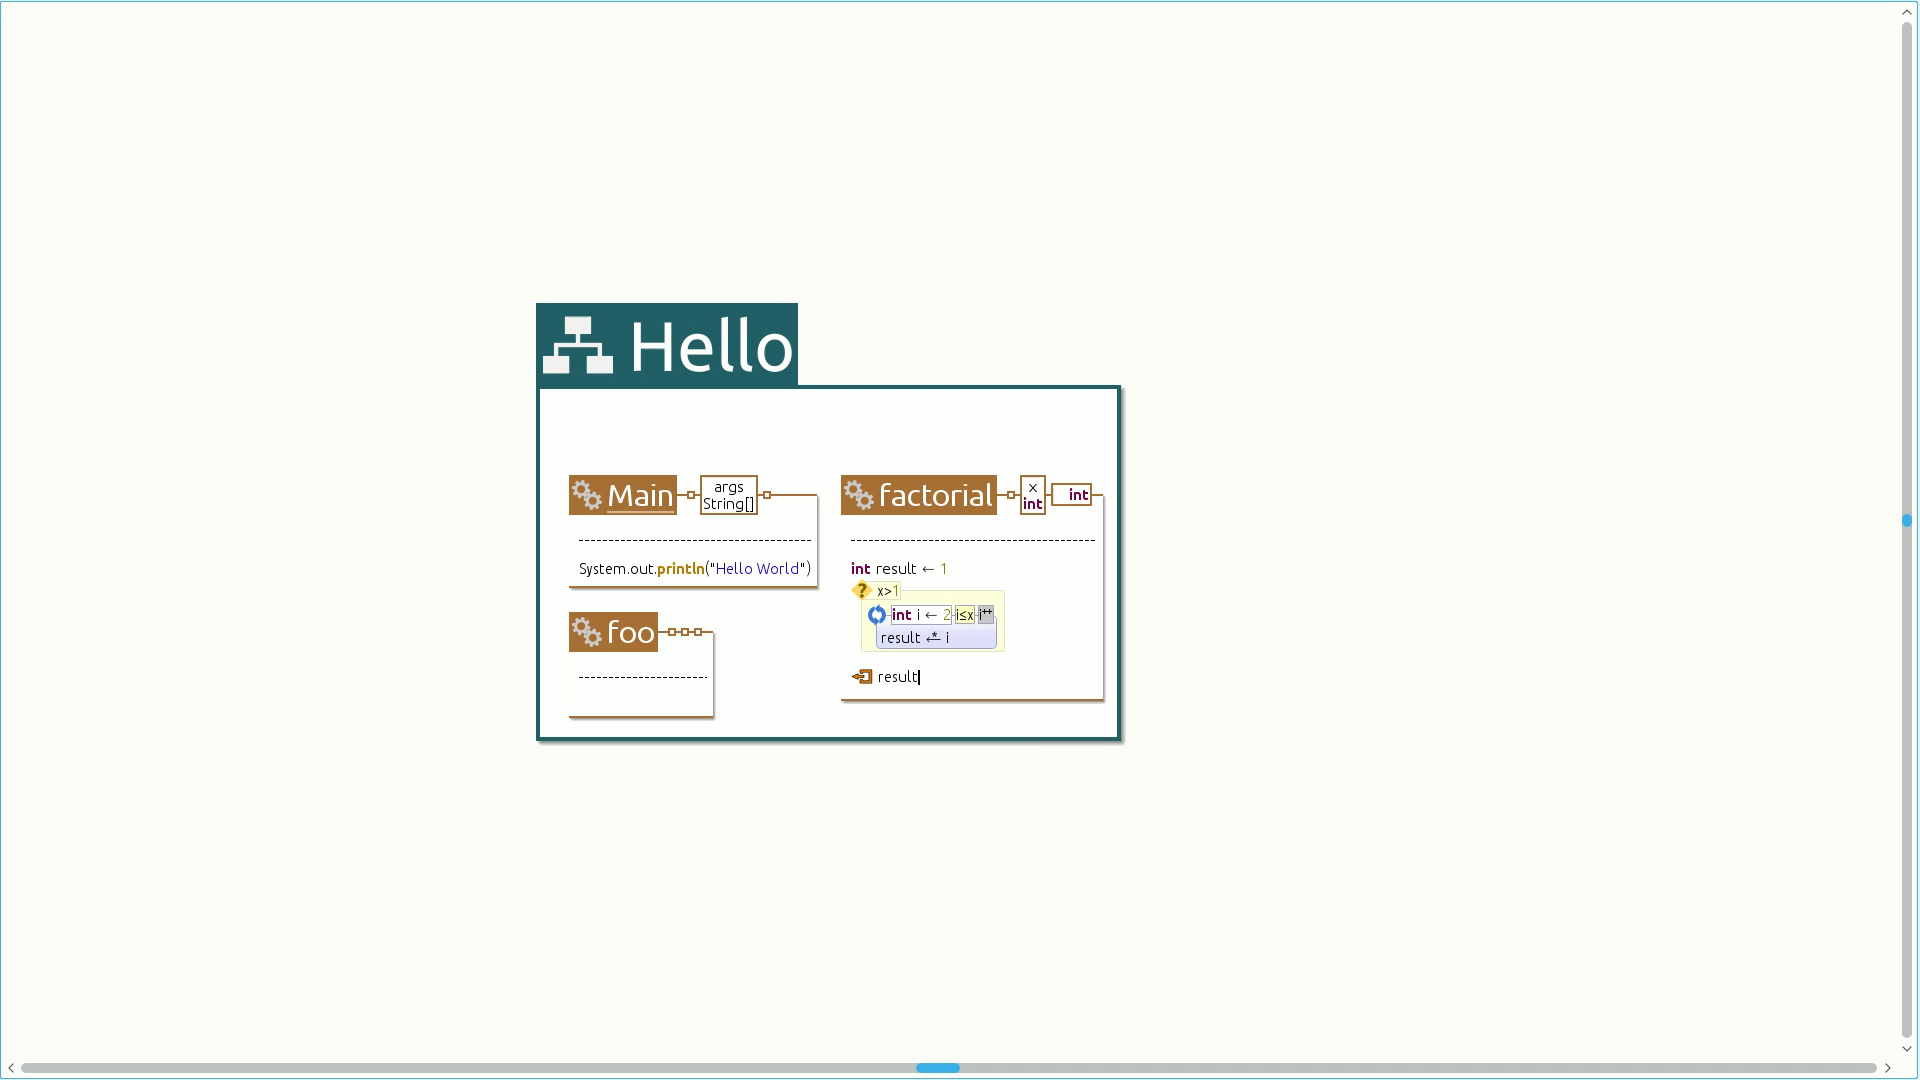 Hello
Main
args
String[]
System.out.println("Hello World")
foo
factorial
x
int
int
int result ← 1
? x>1
int i ← 2 i≤x i++
result ←* i
result